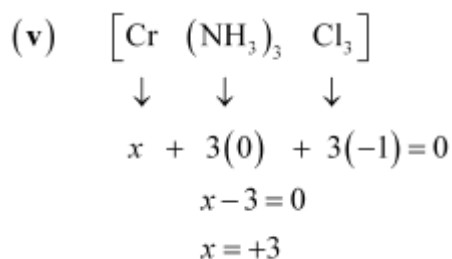 (v) [Cr (NH₃)₃ Cl₃]
↓ ↓ ↓
x + 3(0) + 3(−1) = 0
x − 3 = 0
x = +3